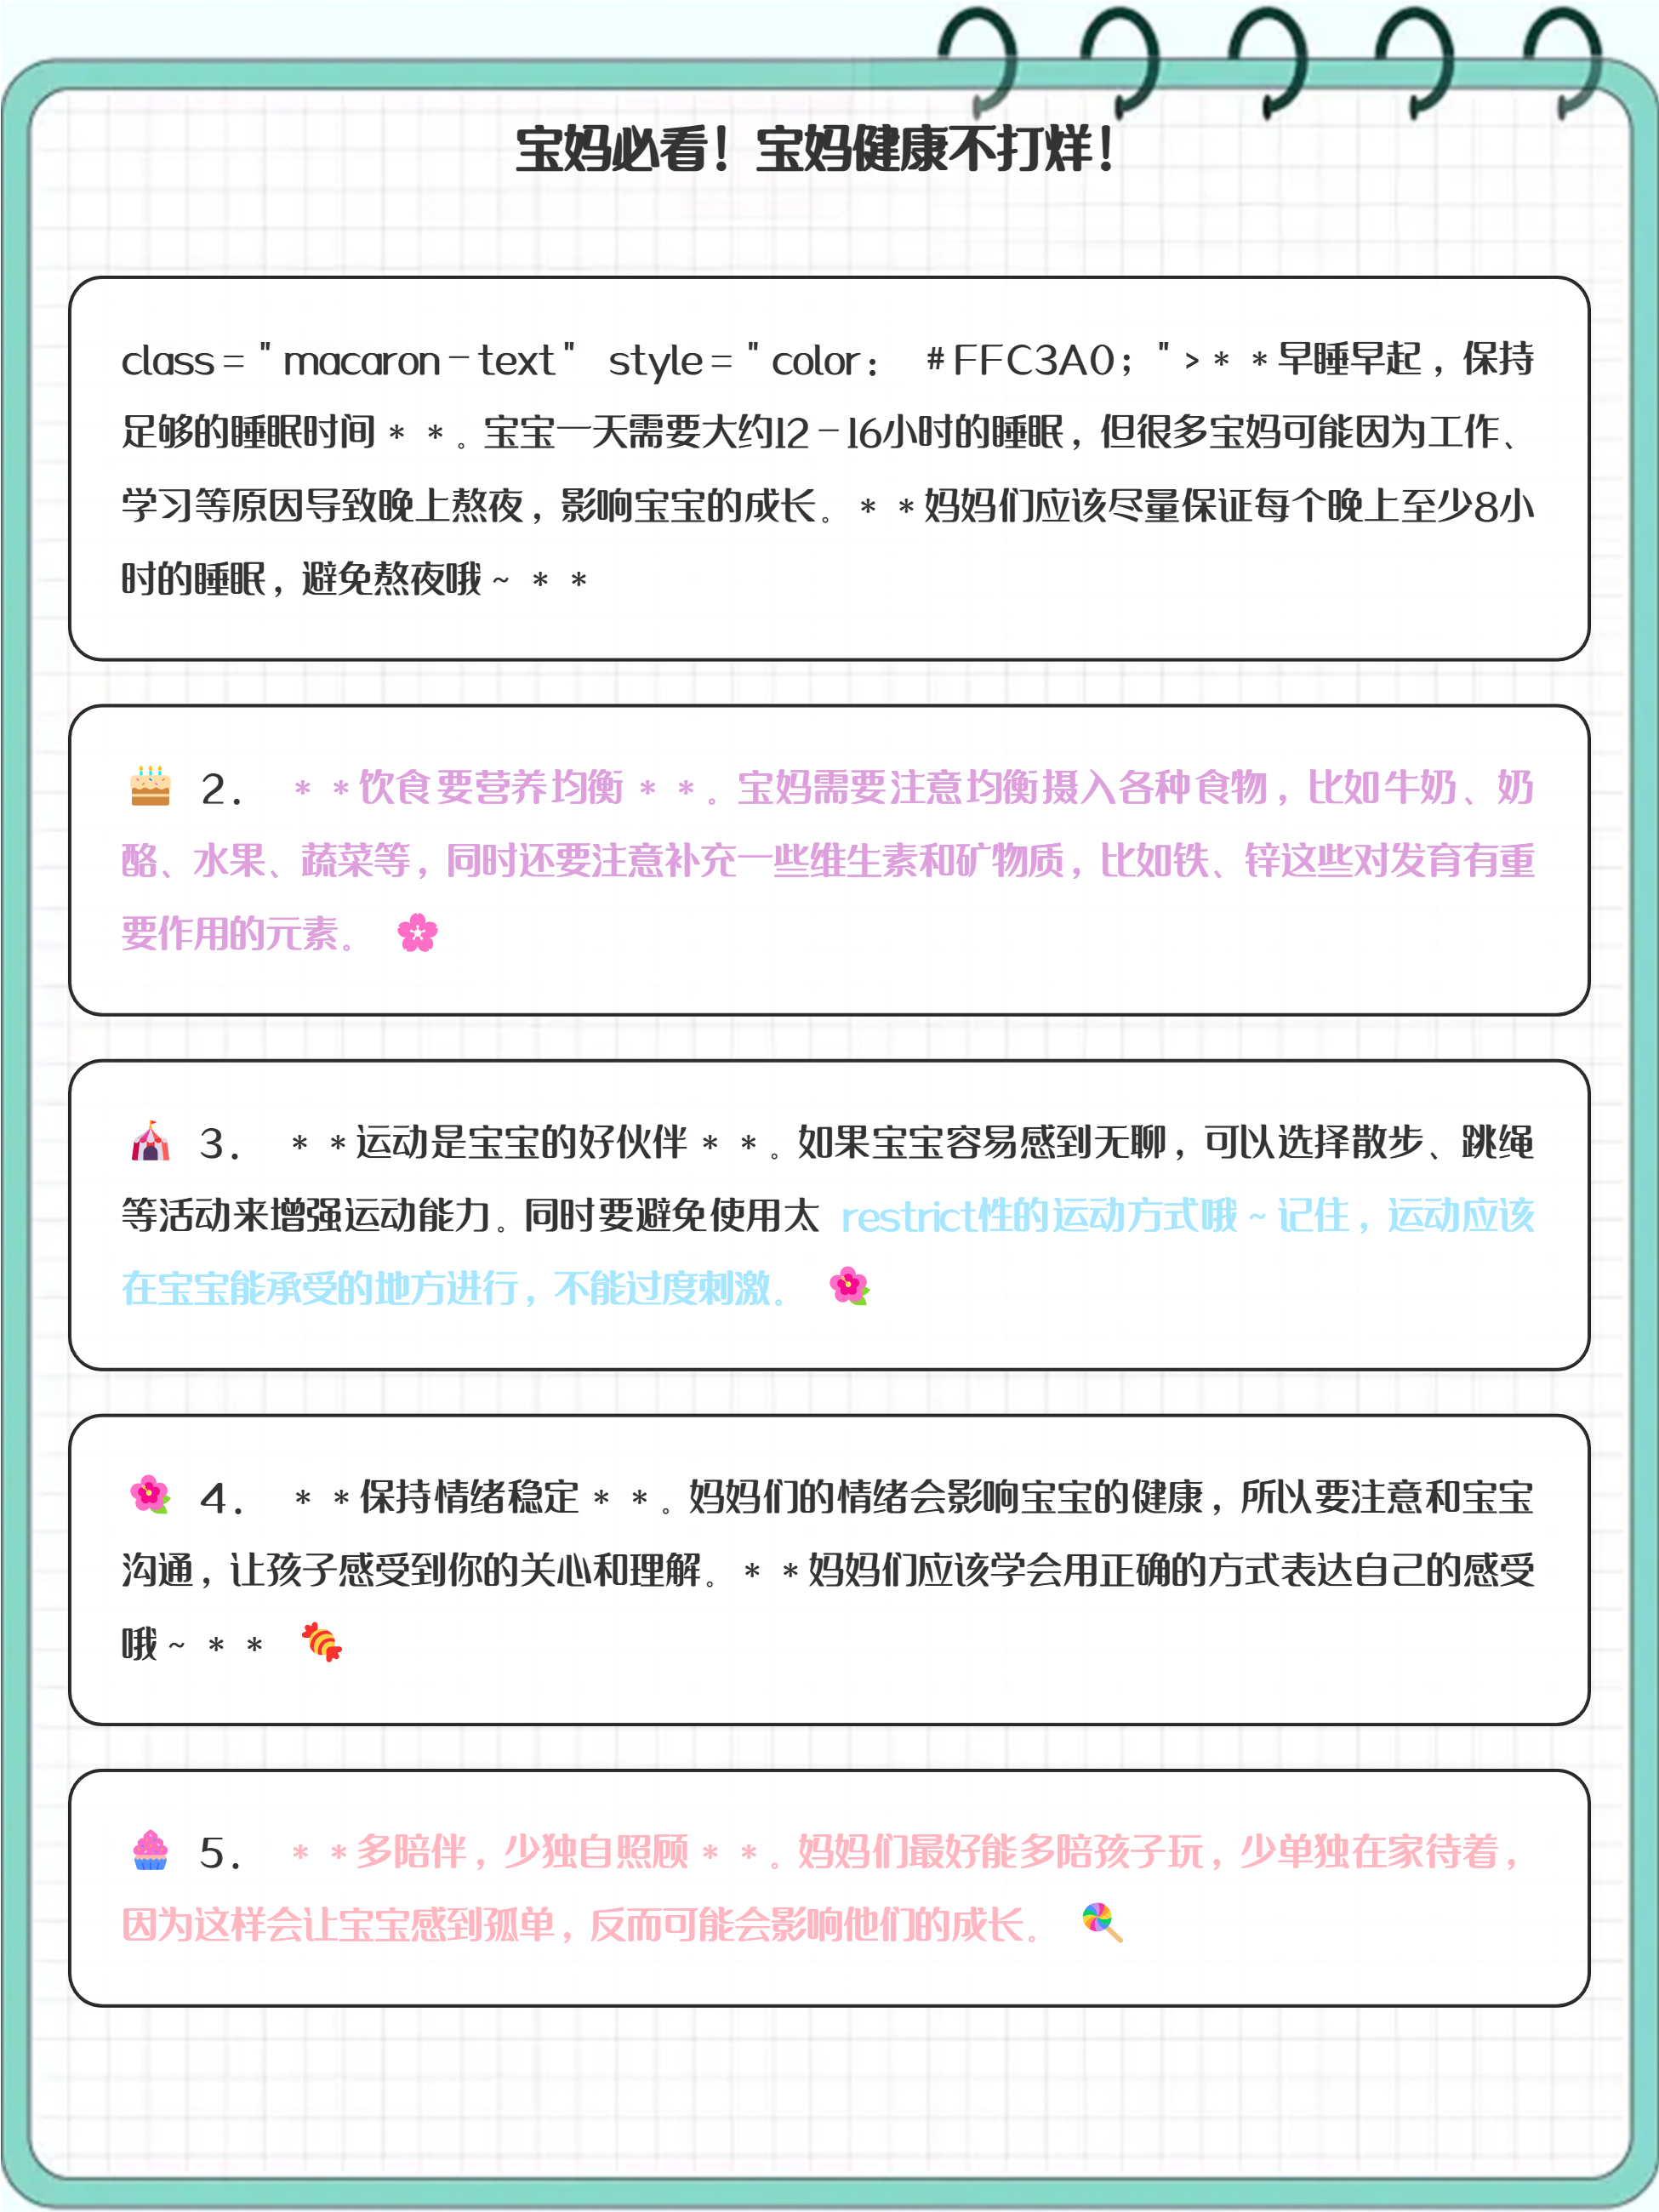 宝妈必看！宝妈健康不打烊！
class="macaron-text" style="color: #FFC3A0;">**早睡早起，保持
足够的睡眠时间**。宝宝一天需要大约12-16小时的睡眠，但很多宝妈可能因为工作、
学习等原因导致晚上熬夜，影响宝宝的成长。**妈妈们应该尽量保证每个晚上至少8小
时的睡眠，避免熬夜哦~**
🎂 2. **饮食要营养均衡**。宝妈需要注意均衡摄入各种食物，比如牛奶、奶
酪、水果、蔬菜等，同时还要注意补充一些维生素和矿物质，比如铁、锌这些对发育有重
要作用的元素。🌸
🎪 3. **运动是宝宝的好伙伴**。如果宝宝容易感到无聊，可以选择散步、跳绳
等活动来增强运动能力。同时要避免使用太 restrict性的运动方式哦~记住，运动应该
在宝宝能承受的地方进行，不能过度刺激。🌺
🌺 4. **保持情绪稳定**。妈妈们的情绪会影响宝宝的健康，所以要注意和宝宝
沟通，让孩子感受到你的关心和理解。**妈妈们应该学会用正确的方式表达自己的感受
哦~** 🍬
🧁 5. **多陪伴，少独自照顾**。妈妈们最好能多陪孩子玩，少单独在家待着，
因为这样会让宝宝感到孤单，反而可能会影响他们的成长。🍭